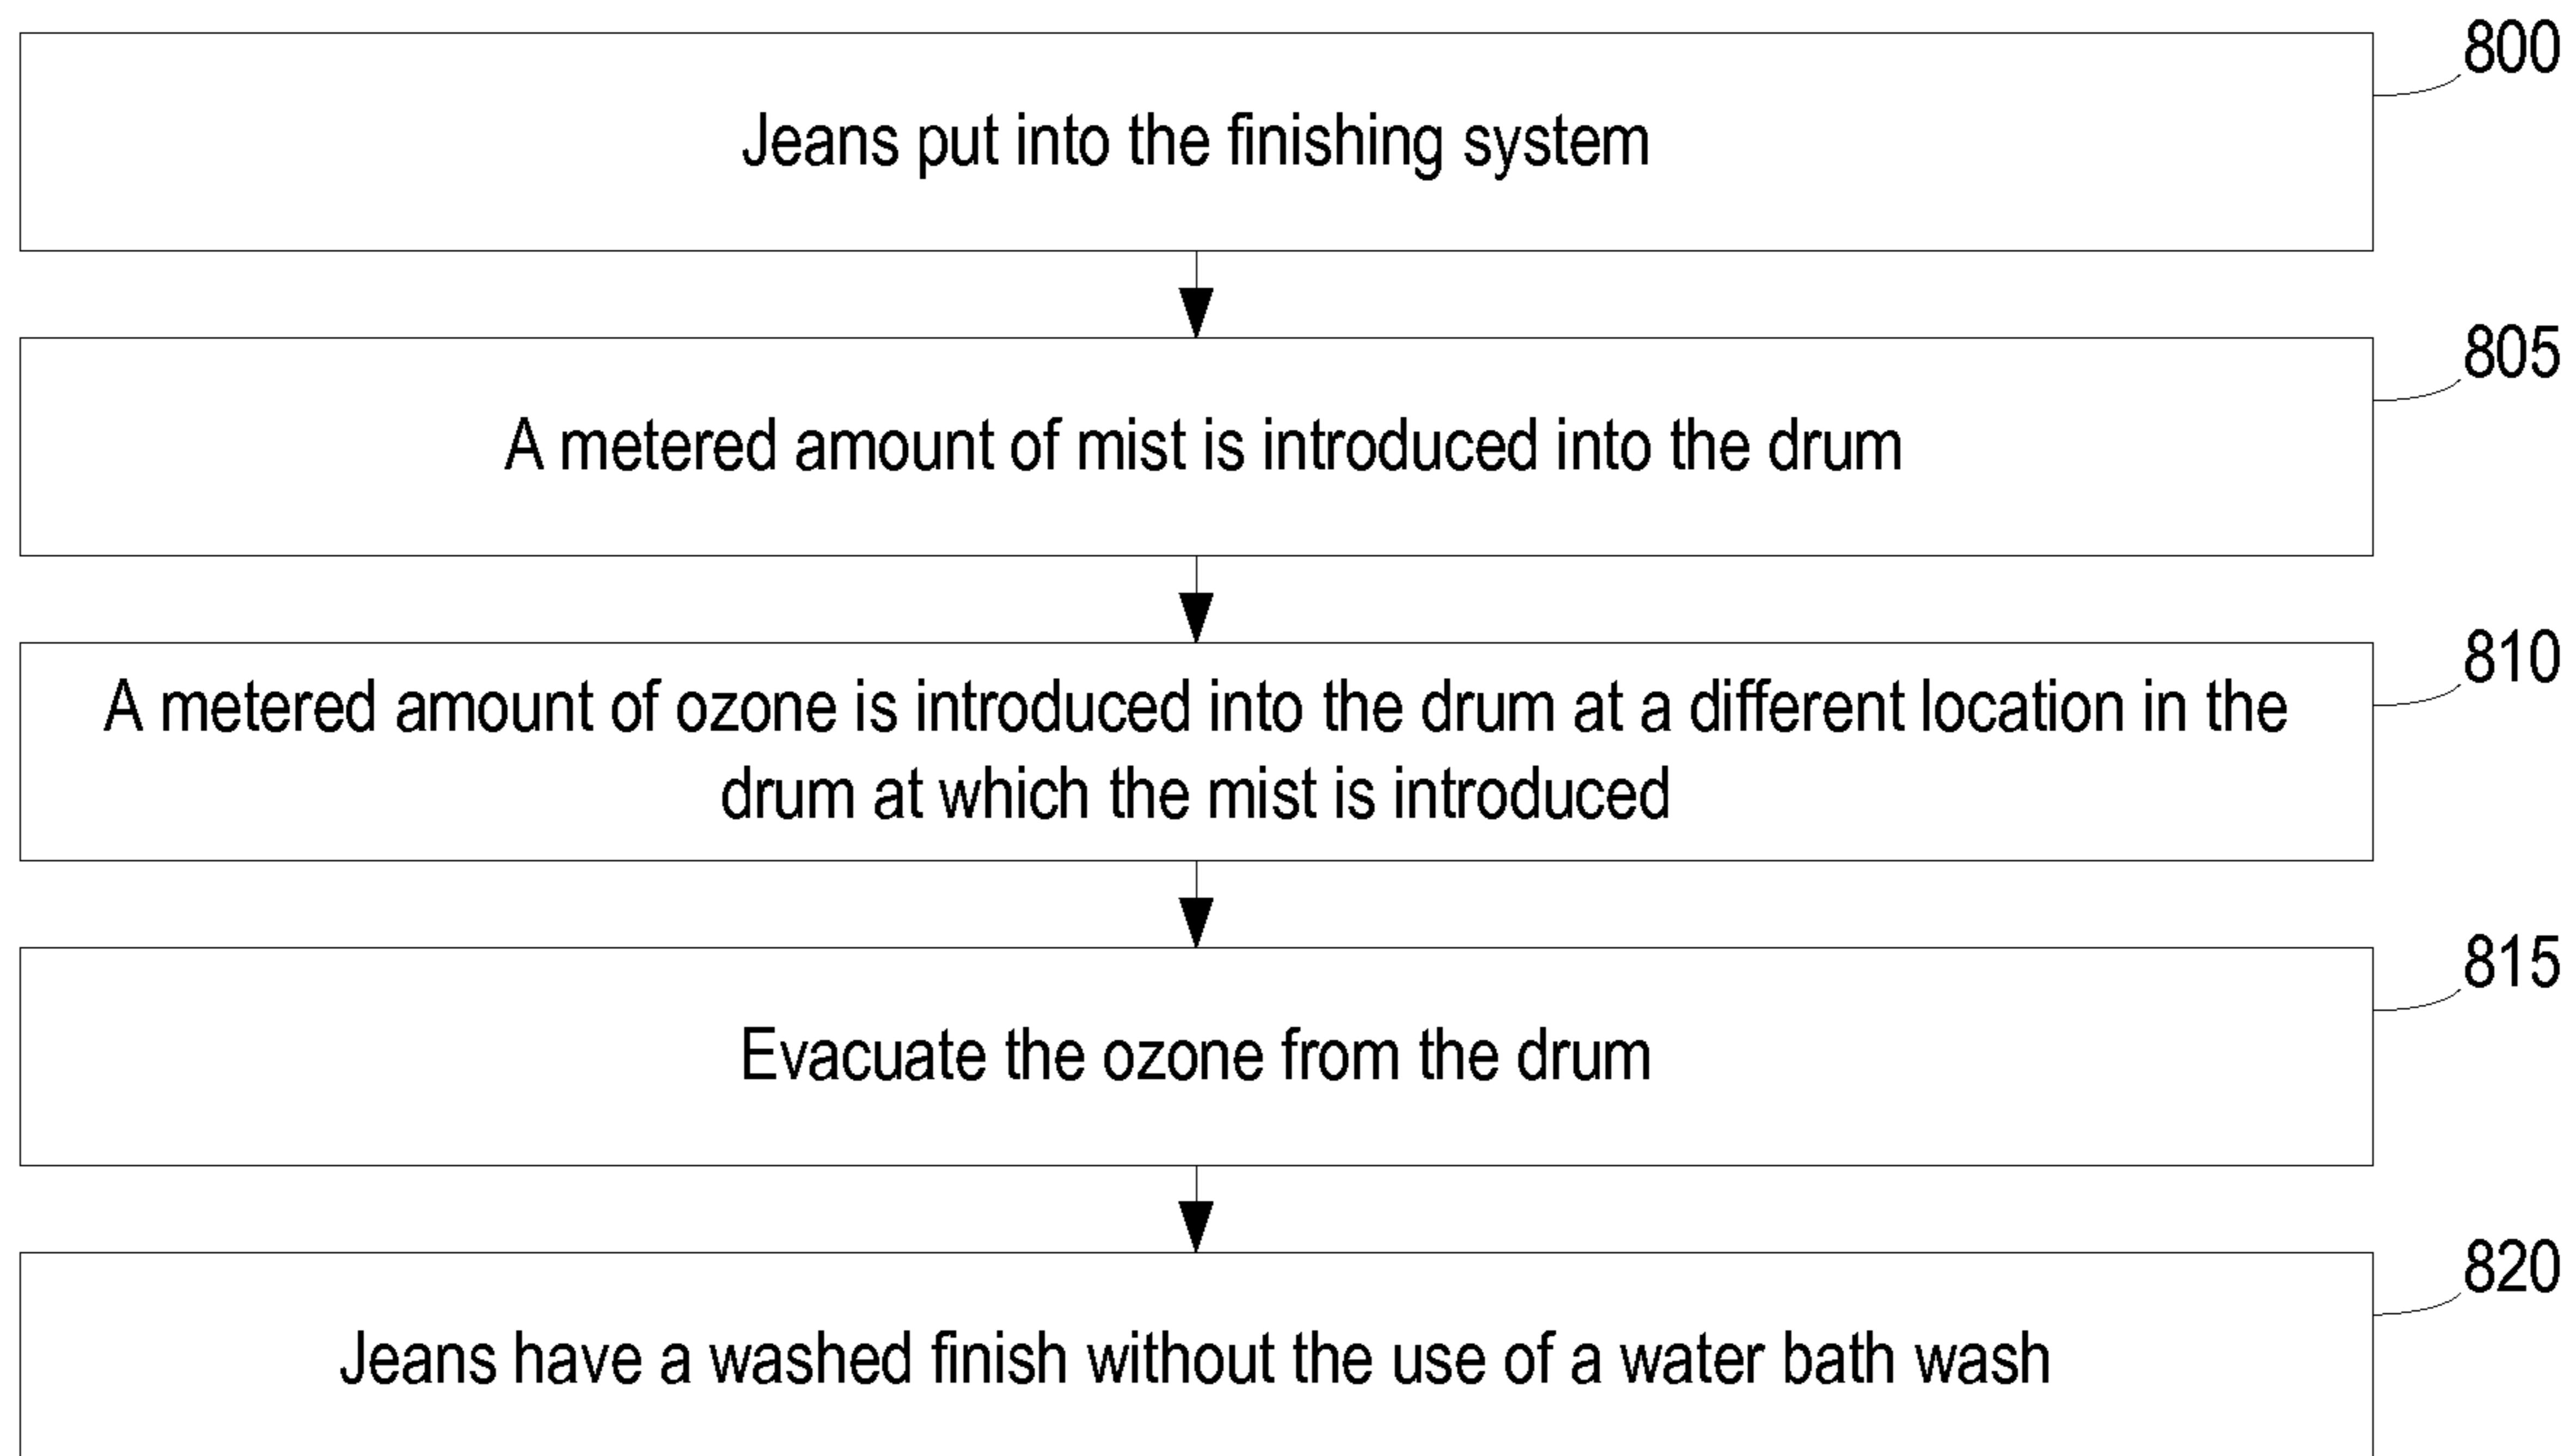 800
Jeans put into the finishing system
805
A metered amount of mist is introduced into the drum
810
A metered amount of ozone is introduced into the drum at a different location in the
drum at which the mist is introduced
815
Evacuate the ozone from the drum
820
Jeans have a washed finish without the use of a water bath wash